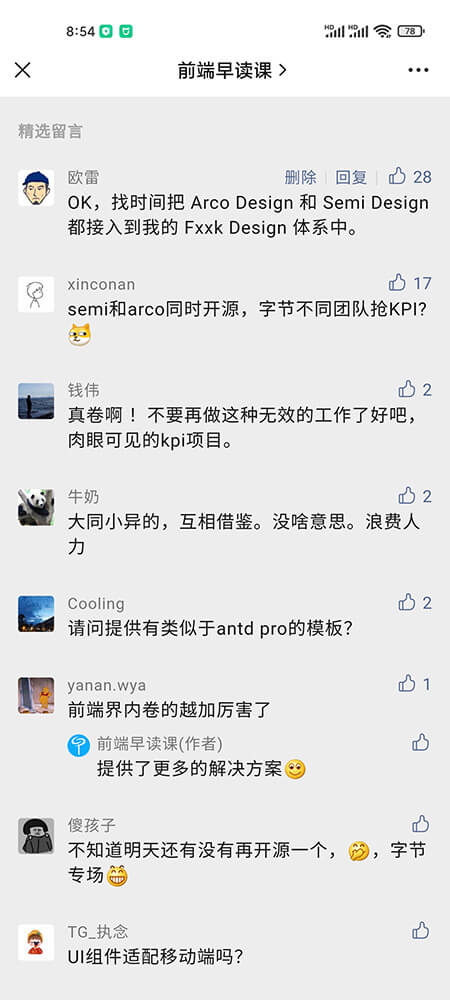 8:54
HD HD 78
前端早读课
精选留言
欧雷 删除 回复 28
OK，找时间把 Arco Design 和 Semi Design
都接入到我的 Fxxk Design 体系中。
xinconan 17
semi和arco同时开源，字节不同团队抢KPI?
钱伟 2
真卷啊 ！不要再做这种无效的工作了好吧，
肉眼可见的kpi项目。
牛奶 2
大同小异的，互相借鉴。没啥意思。浪费人
力
Cooling 2
请问提供有类似于antd pro的模板?
yanan.wya 1
前端界内卷的越加厉害了
前端早读课(作者)
提供了更多的解决方案
傻孩子
不知道明天还有没有再开源一个，🤣，字节
专场😁
TG_执念
UI组件适配移动端吗?